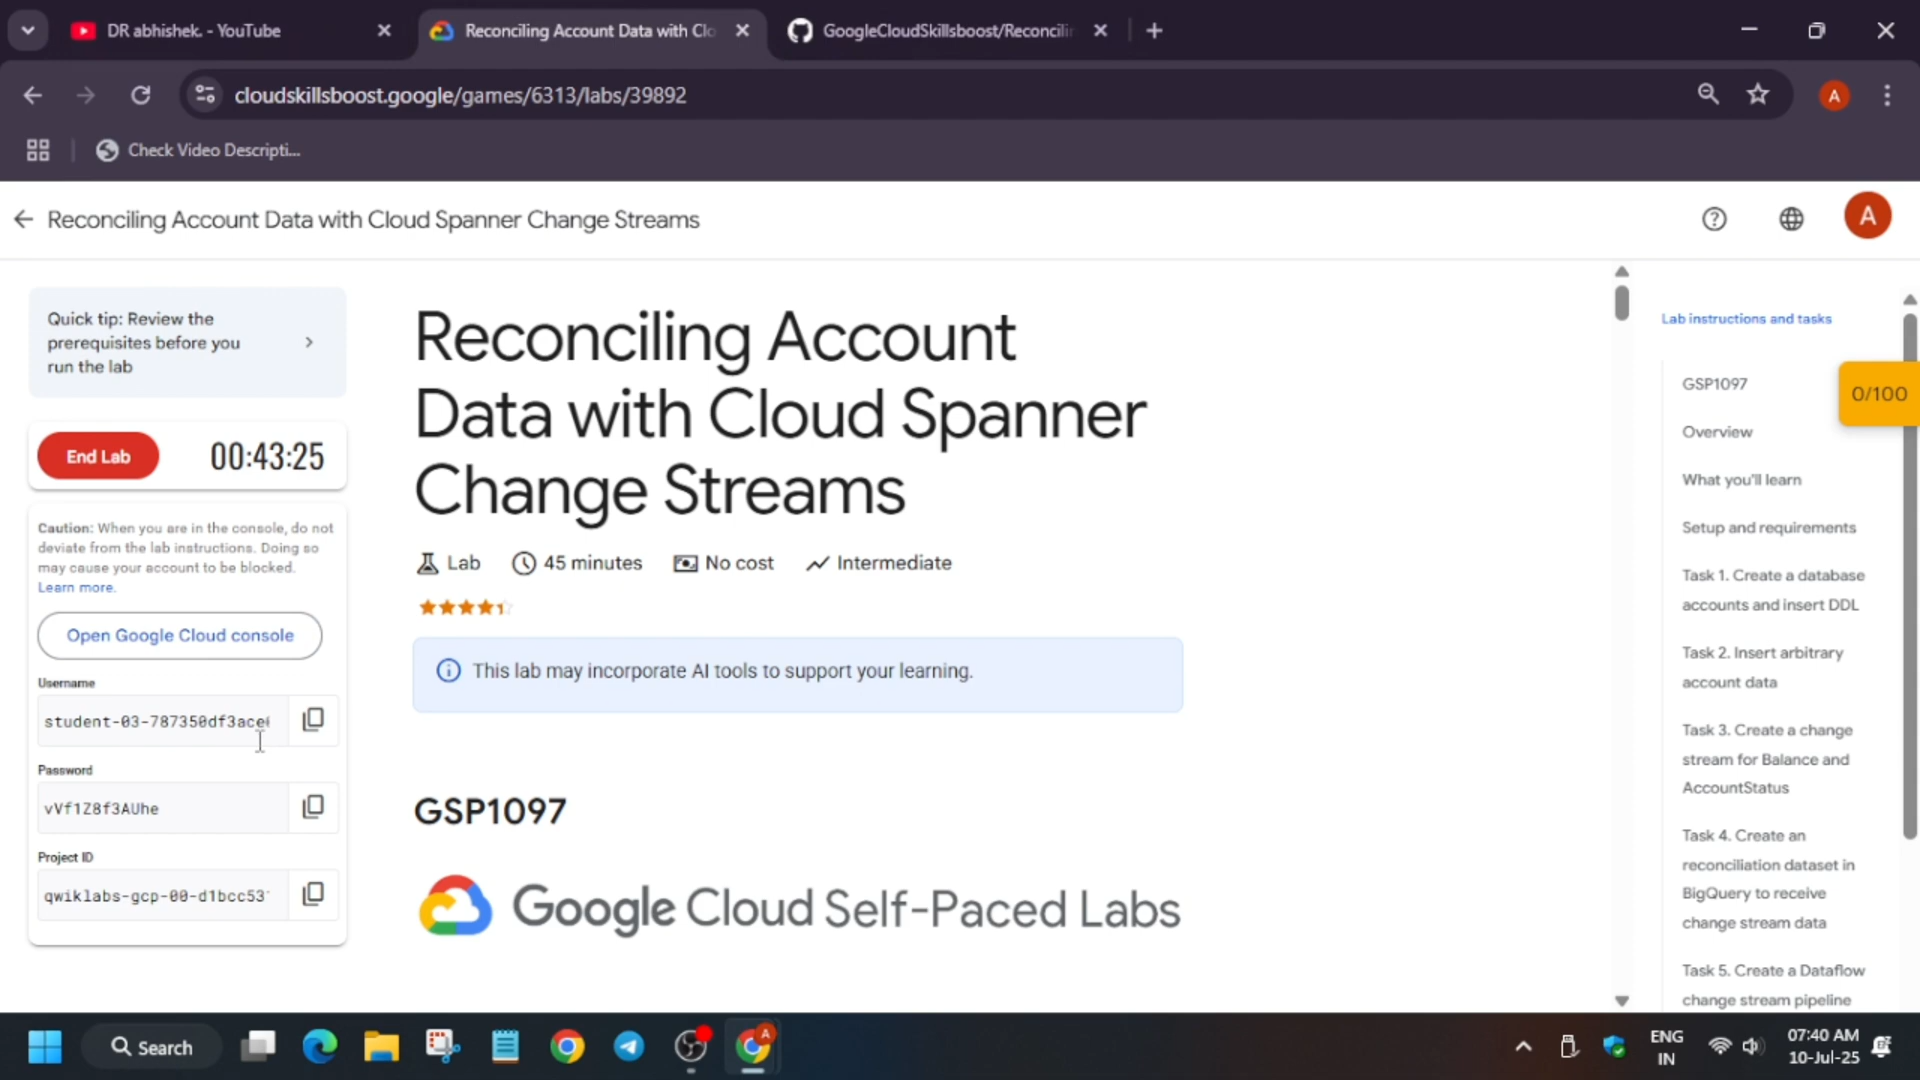 DR abhishek. - YouTube
Reconciling Account Data with Clo
GoogleCloudSkillsboost/Reconcilin
cloudskillsboost.google/games/6313/labs/39892
A
Check Video Descripti...
Reconciling Account Data with Cloud Spanner Change Streams
A
Quick tip: Review the
prerequisites before you
run the lab
End Lab
00:43:25
Caution: When you are in the console, do not
deviate from the lab instructions. Doing so
may cause your account to be blocked.
Learn more.
Open Google Cloud console
Username
student-03-787350df3ace
Password
vVf1Z8f3AUhe
Project ID
qwiklabs-gcp-00-d1bcc53
Reconciling Account
Data with Cloud Spanner
Change Streams
Lab
45 minutes
No cost
Intermediate
This lab may incorporate AI tools to support your learning.
GSP1097
Google Cloud Self-Paced Labs
Lab instructions and tasks
0/100
GSP1097
Overview
What you'll learn
Setup and requirements
Task 1. Create a database
accounts and insert DDL
Task 2. Insert arbitrary
account data
Task 3. Create a change
stream for Balance and
AccountStatus
Task 4. Create an
reconciliation dataset in
BigQuery to receive
change stream data
Task 5. Create a Dataflow
change stream pipeline
Search
A
ENG
IN
07:40 AM
10-Jul-25